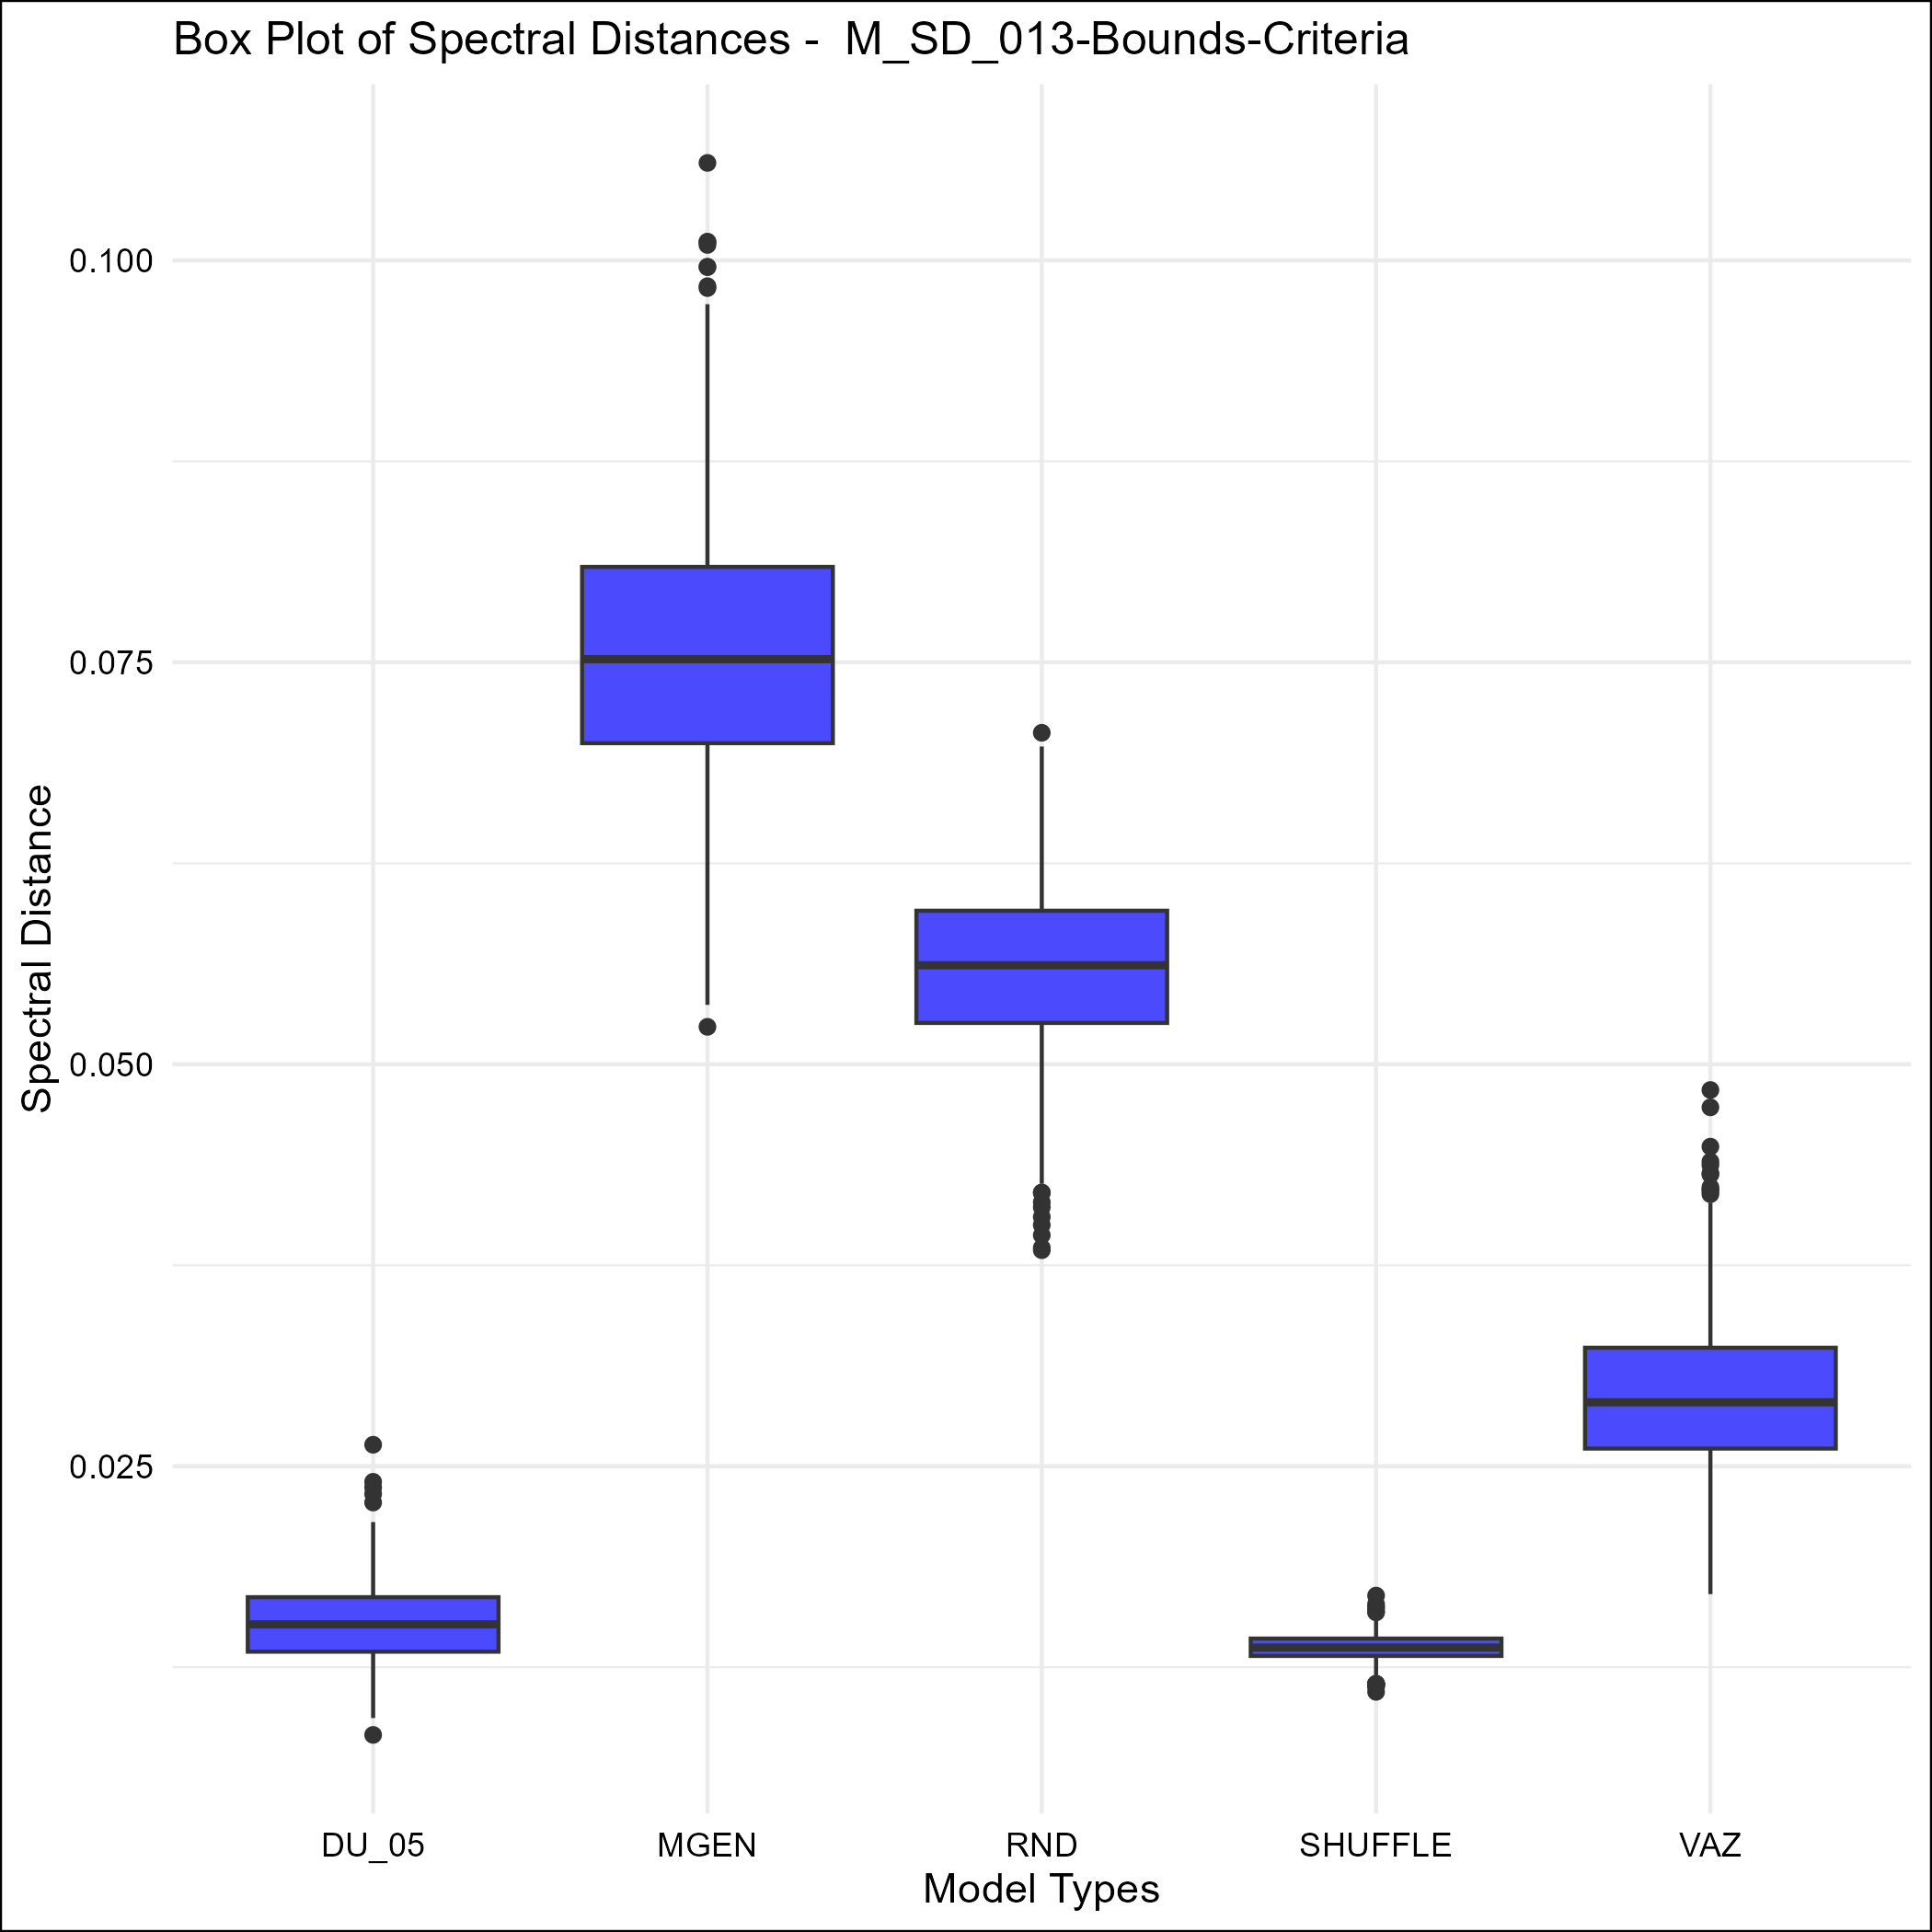 Box Plot of Spectral Distances -  M_SD_013-Bounds-Criteria
Spectral Distance
0.100
0.075
0.050
0.025
DU_05
MGEN
RND
SHUFFLE
VAZ
Model Types